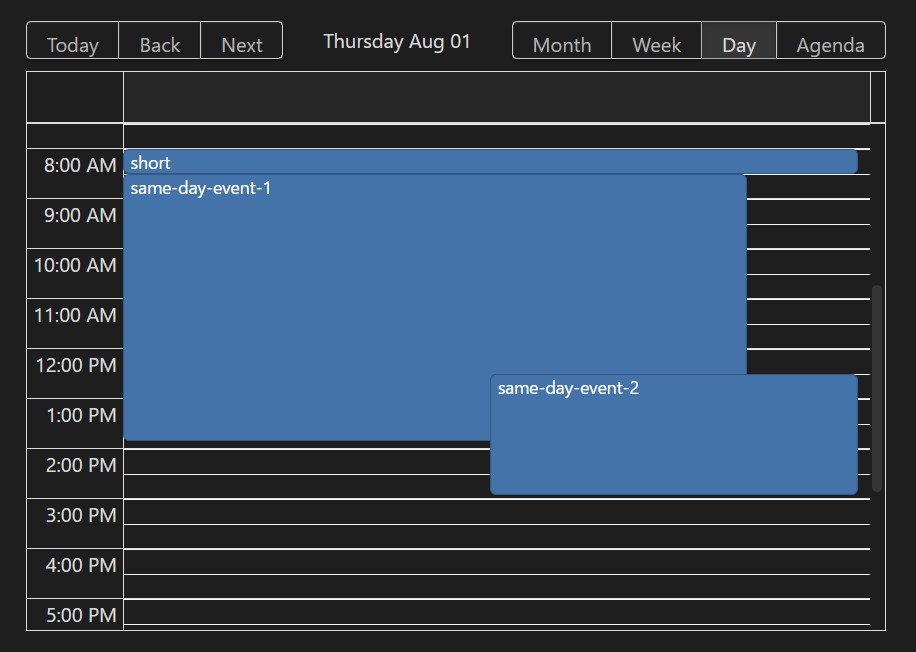 Today Back Next Thursday Aug 01 Month Week Day Agenda
8:00 AM short
same-day-event-1
9:00 AM
10:00 AM
11:00 AM
12:00 PM
same-day-event-2
1:00 PM
2:00 PM
3:00 PM
4:00 PM
5:00 PM